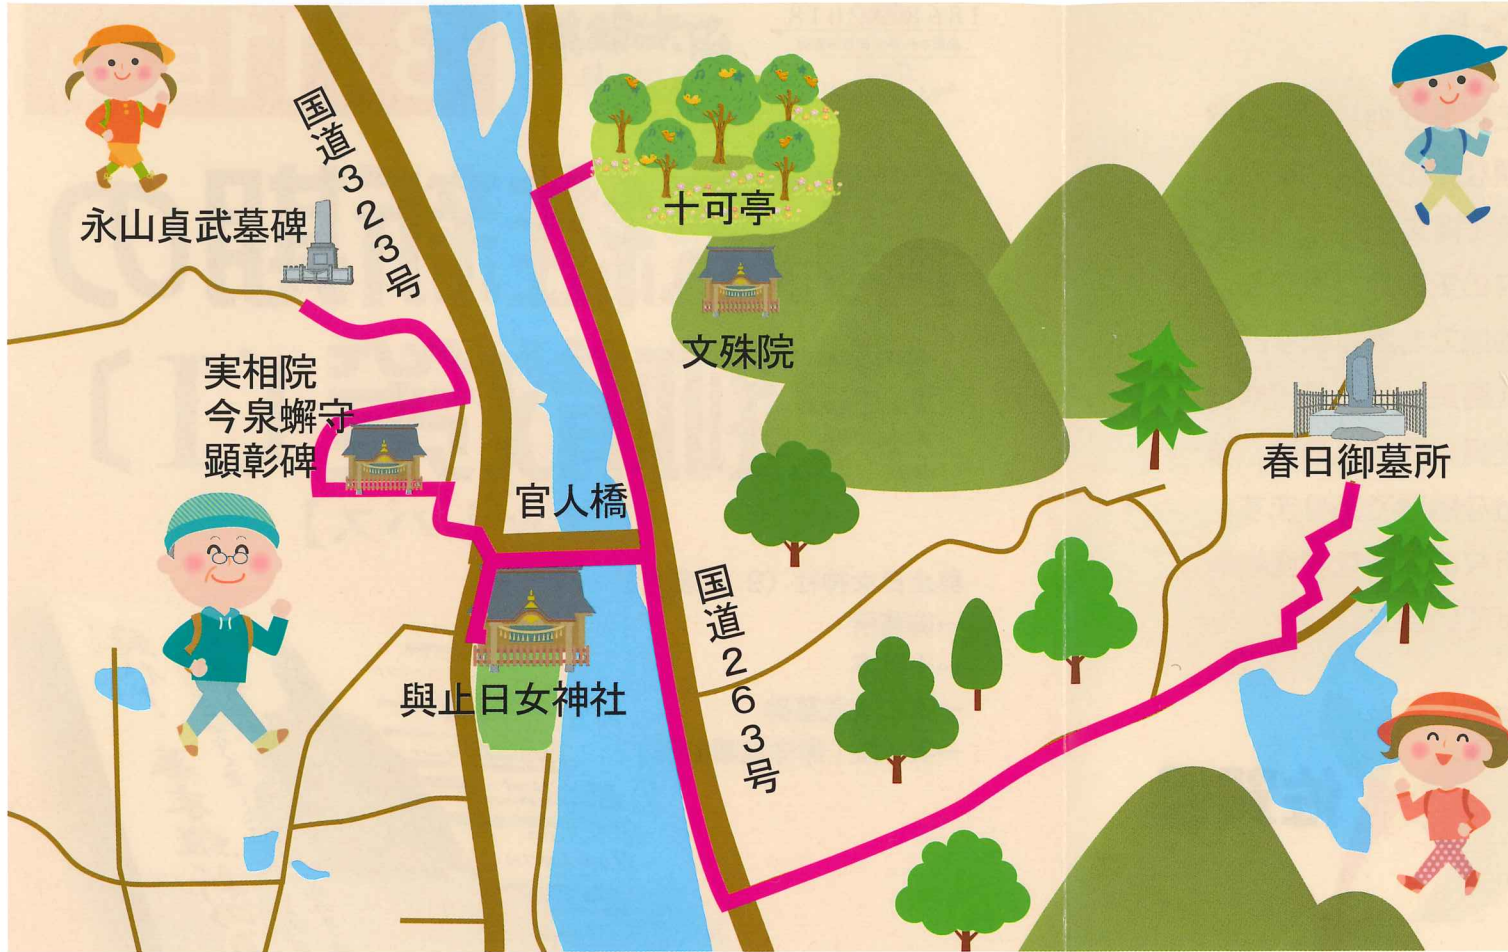 国道323号
永山貞武墓碑
十可亭
文殊院
実相院
今泉蠏守
顕彰碑
官人橋
春日御墓所
国道263号
與止日女神社